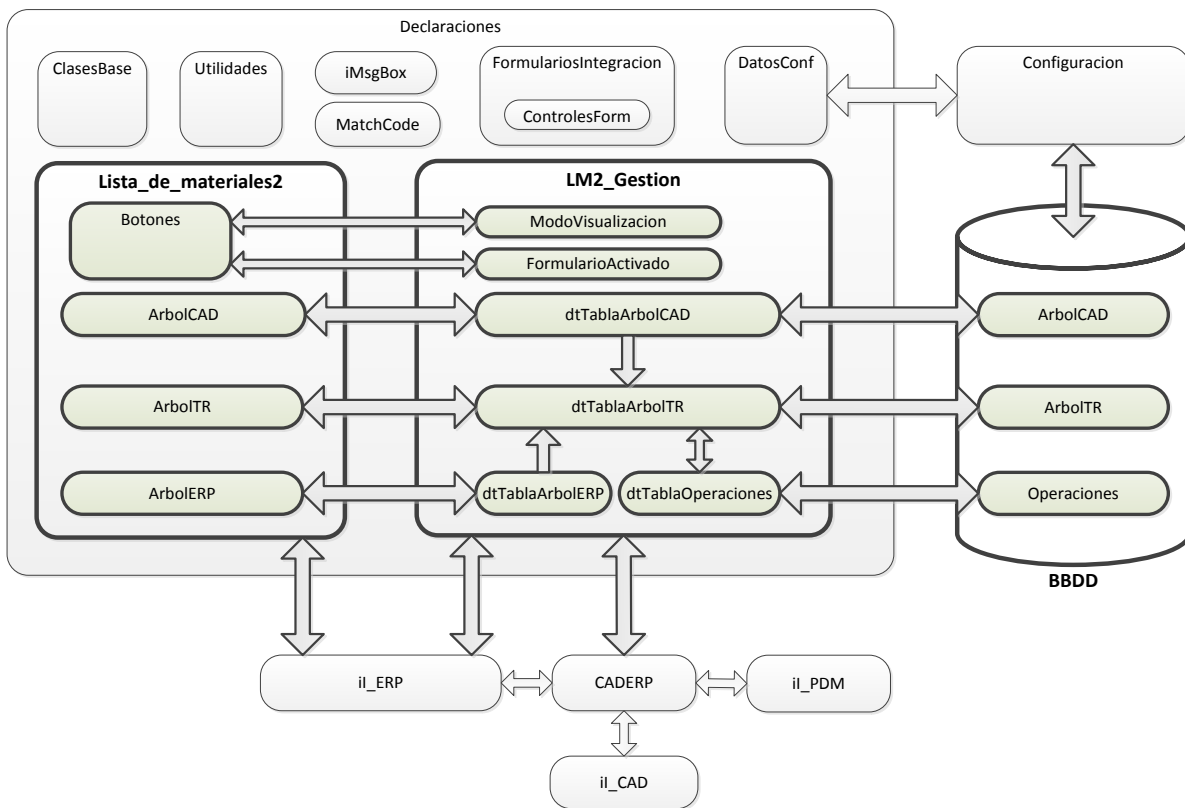 Declaraciones
ClasesBase
Utilidades
iMsgBox
MatchCode
FormulariosIntegracion
ControlesForm
DatosConf
Configuracion
Lista_de_materiales2
LM2_Gestion
Botones
ModoVisualizacion
FormularioActivado
ArbolCAD
dtTablaArbolCAD
ArbolCAD
ArbolTR
dtTablaArbolTR
ArbolTR
ArbolERP
dtTablaArbolERP
dtTablaOperaciones
Operaciones
BBDD
iI_ERP
CADERP
iI_PDM
iI_CAD